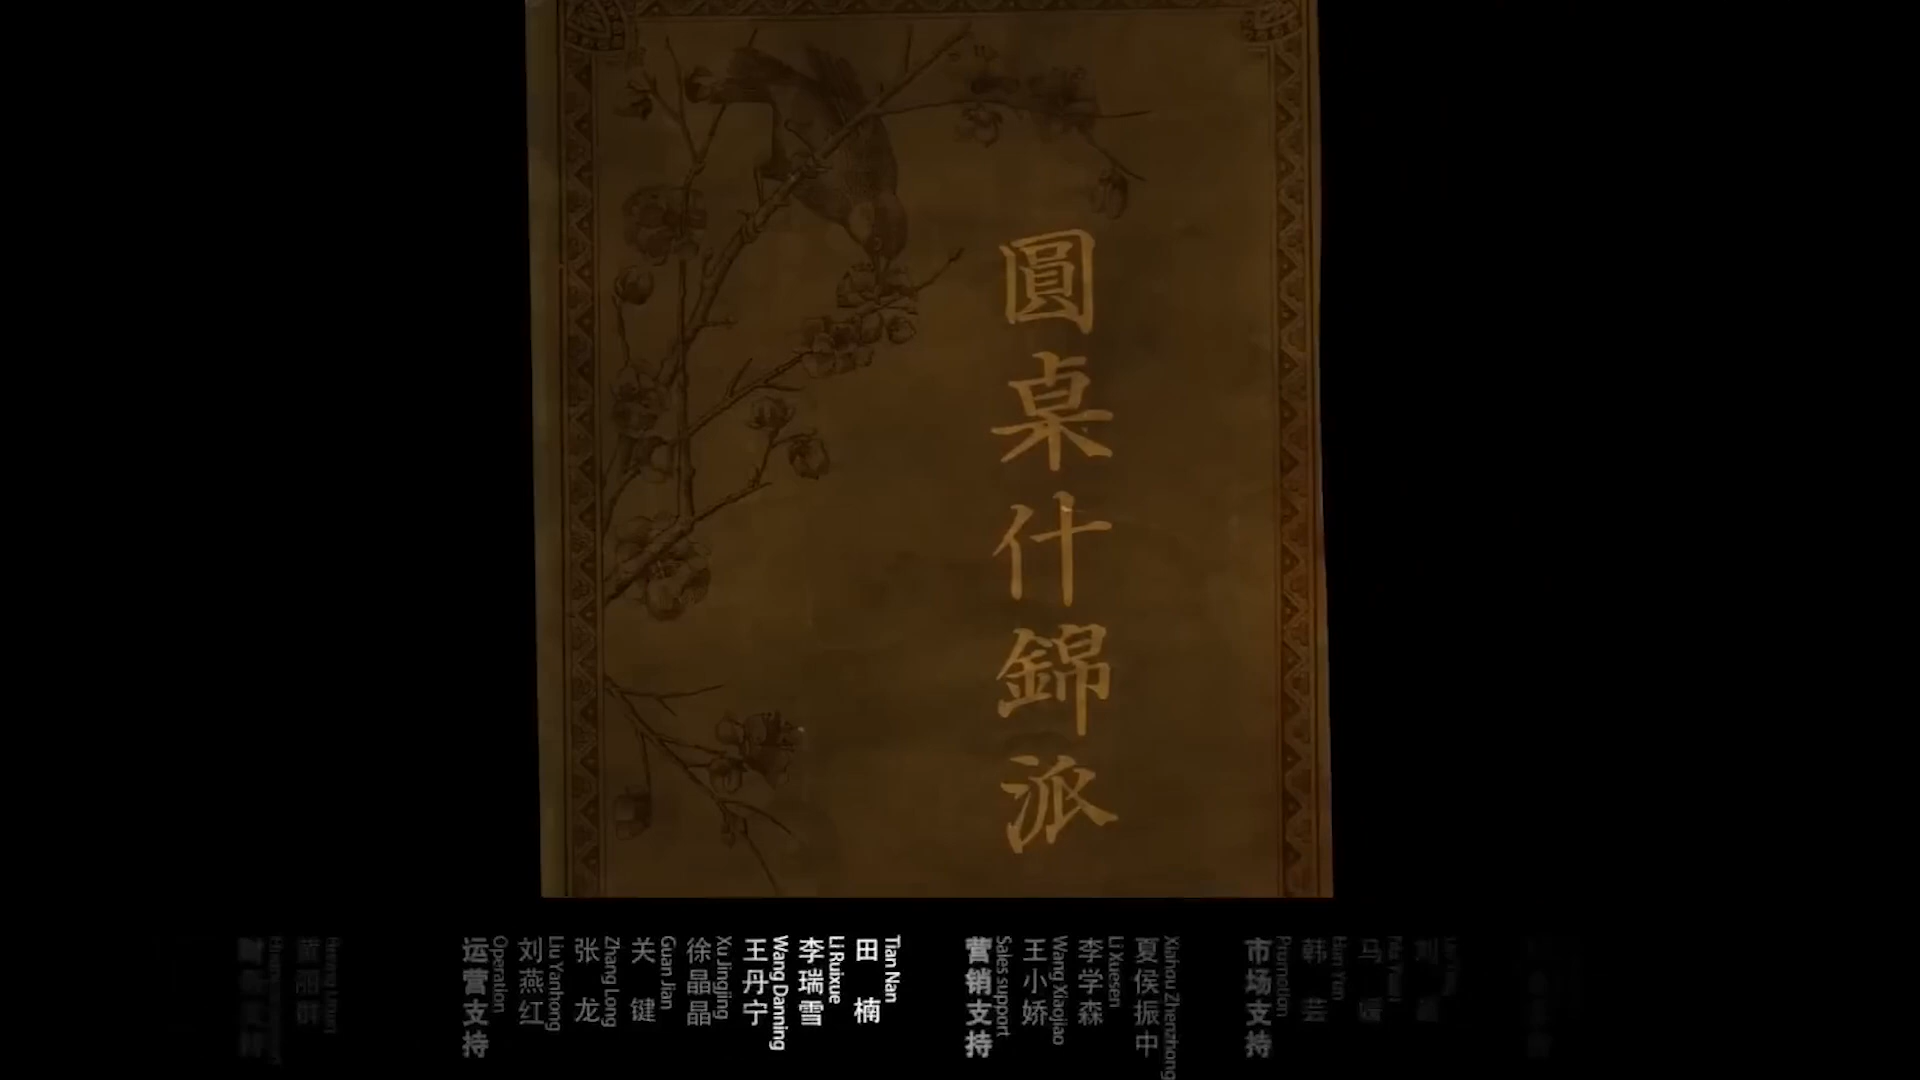 圓桌什錦派
运营支持
Operation
刘燕红
Liu Yanhong
张龙
Zhang Long
关键
Guan Jian
徐晶晶
Xu Jingjing
王丹宁
Wang Danning
李瑞雪
Li Ruixue
田楠
Tian Nan
营销支持
Sales support
王小娇
Wang Xiaojiao
李学森
Li Xuesen
夏侯振中
Xiahou Zhenzhong
市场支持
Promotion
韩芸
Han Yun